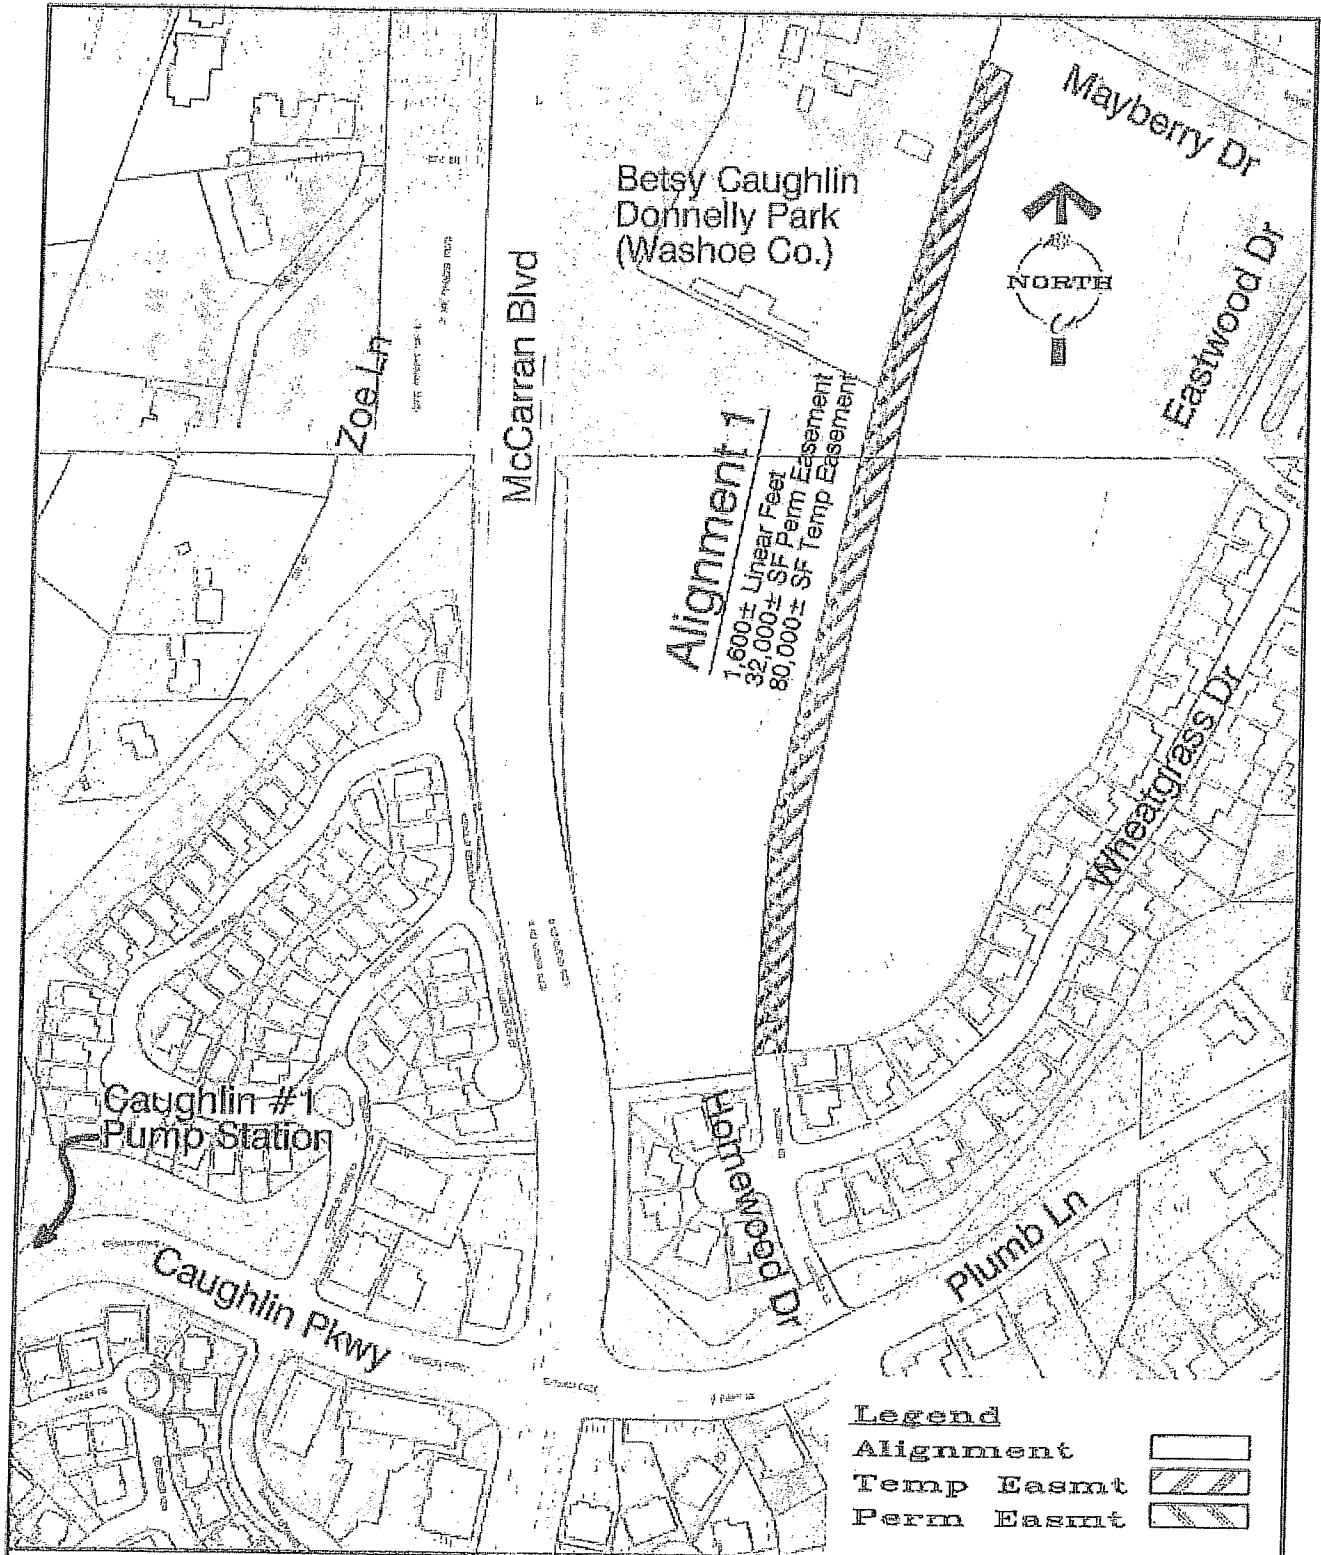 Mayberry Dr
Betsy Caughlin
Donnelly Park
(Washoe Co.)
NORTH
Eastwood Dr
McCarran Blvd
Zoe Ln
Alignment 1
1,600± Linear Feet
32,000± SF Perm Easement
80,000± SF Temp Easement
Wheatgrass Dr
Caughlin #1
Pump Station
Homewood Dr
Plumb Ln
Caughlin Pkwy
Legend
Alignment
Temp Easmt
Perm Easmt